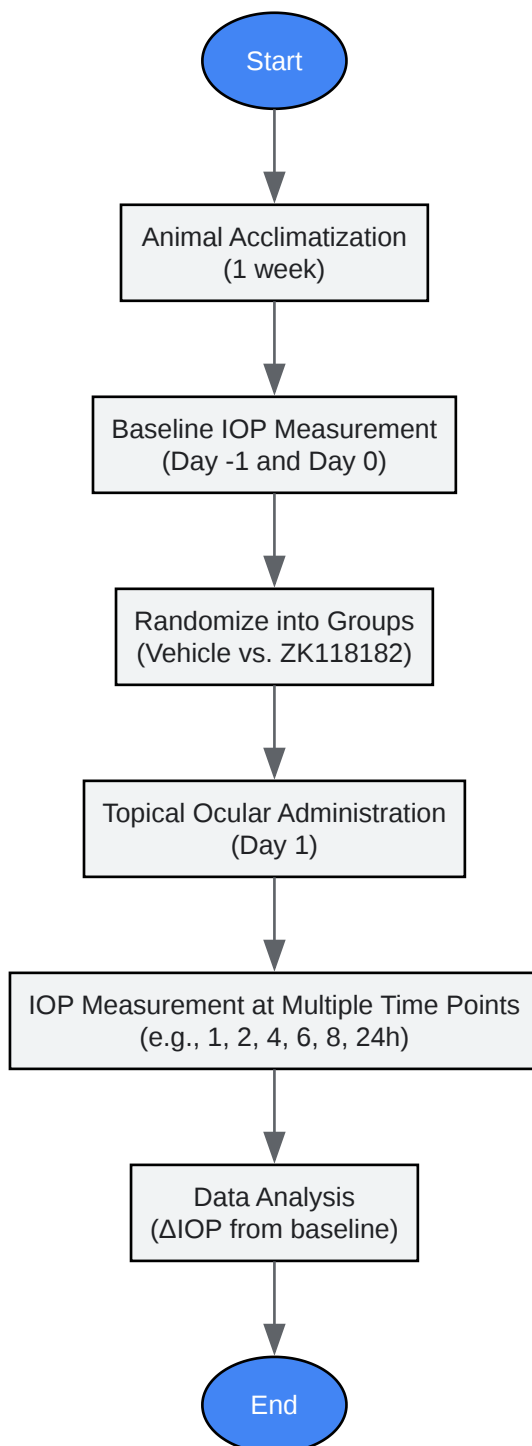 Start
Animal Acclimatization
(1 week)
Baseline IOP Measurement
(Day -1 and Day 0)
Randomize into Groups
(Vehicle vs. ZK118182)
Topical Ocular Administration
(Day 1)
IOP Measurement at Multiple Time Points
(e.g., 1, 2, 4, 6, 8, 24h)
Data Analysis
(ΔIOP from baseline)
End